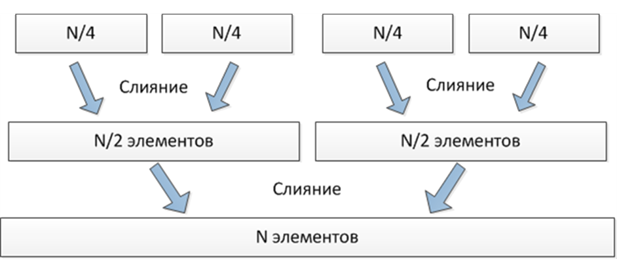 N/4 N/4 N/4 N/4
Слияние Слияние
N/2 элементов N/2 элементов
Слияние
N элементов